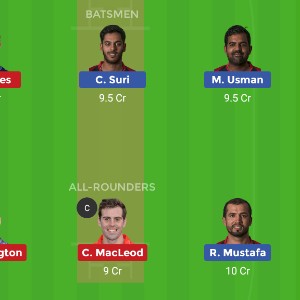 BATSMEN
es
C. Suri
M. Usman
9.5 Cr
9.5 Cr
ALL-ROUNDERS
C
gton
C. MacLeod
R. Mustafa
9 Cr
10 Cr